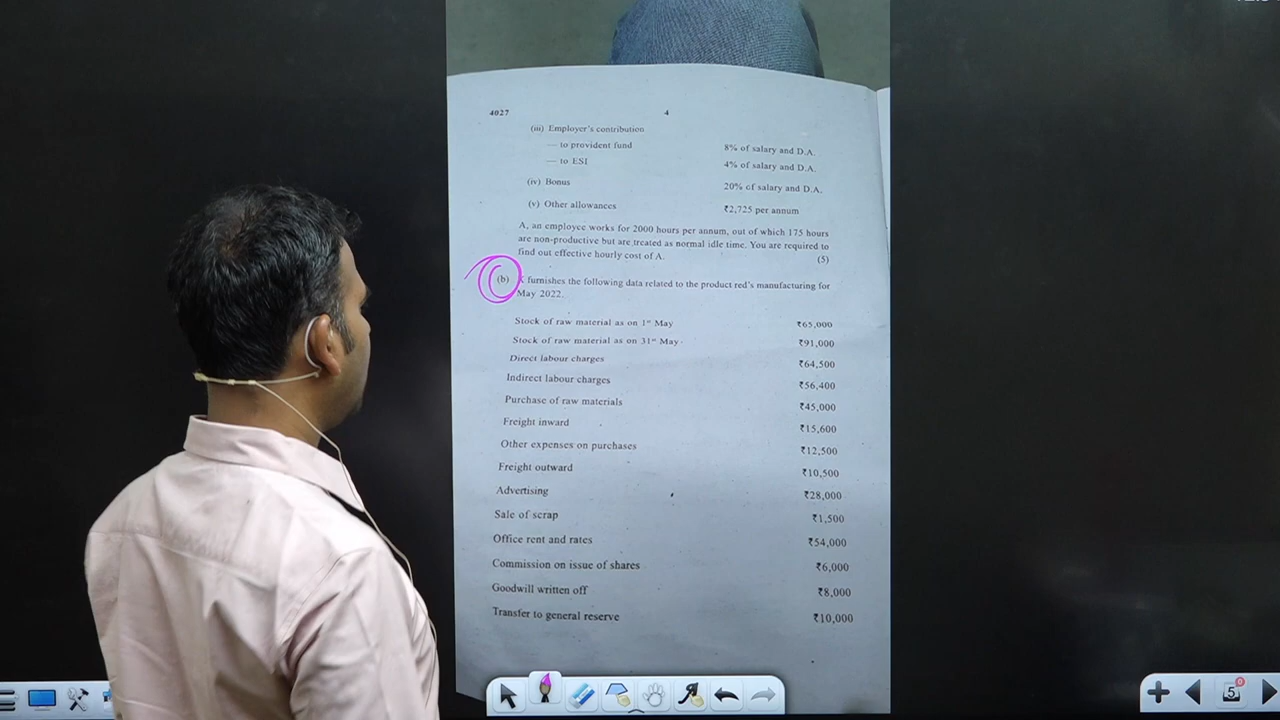 4027 4
(iii) Employer's contribution
— to provident fund 8% of salary and D.A.
— to ESI 4% of salary and D.A.
(iv) Bonus 20% of salary and D.A.
(v) Other allowances ₹2,725 per annum
A, an employee works for 2000 hours per annum, out of which 175 hours
are non-productive but are treated as normal idle time. You are required to
find out effective hourly cost of A. (5)
(b) furnishes the following data related to the product red's manufacturing for
May 2022.
Stock of raw material as on 1st May ₹65,000
Stock of raw material as on 31st May ₹91,000
Direct labour charges ₹64,500
Indirect labour charges ₹56,400
Purchase of raw materials ₹45,000
Freight inward ₹15,600
Other expenses on purchases ₹12,500
Freight outward ₹10,500
Advertising ₹28,000
Sale of scrap ₹1,500
Office rent and rates ₹54,000
Commission on issue of shares ₹6,000
Goodwill written off ₹8,000
Transfer to general reserve ₹10,000
5